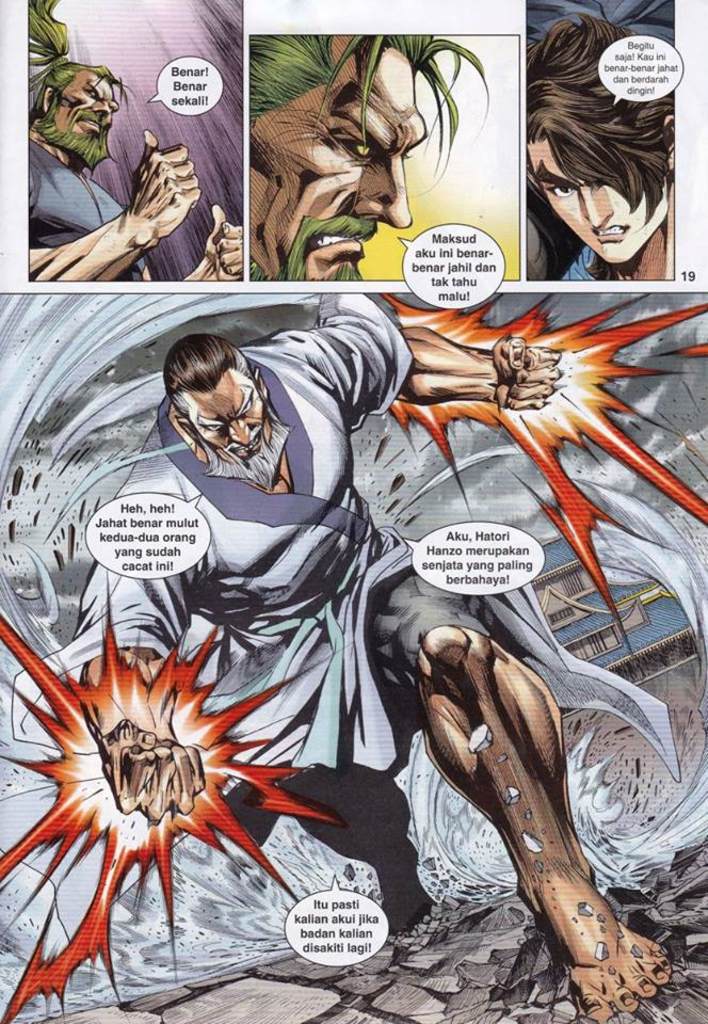 Benar!
Benar
sekali!
Maksud
aku benar-
benar jahil dan
tak tahu
malu!
Begitu
saja! Kau ini
benar-benar jahat
dan berdarah
dingin!
19
Heh, heh!
Jahat benar mulut
kedua-dua orang
yang sudah
cacat ini!
Aku, Hatori
Hanzo merupakan
senjata yang paling
berbahaya!
Itu pasti
kalian akui jika
badan kalian
disakiti lagi!